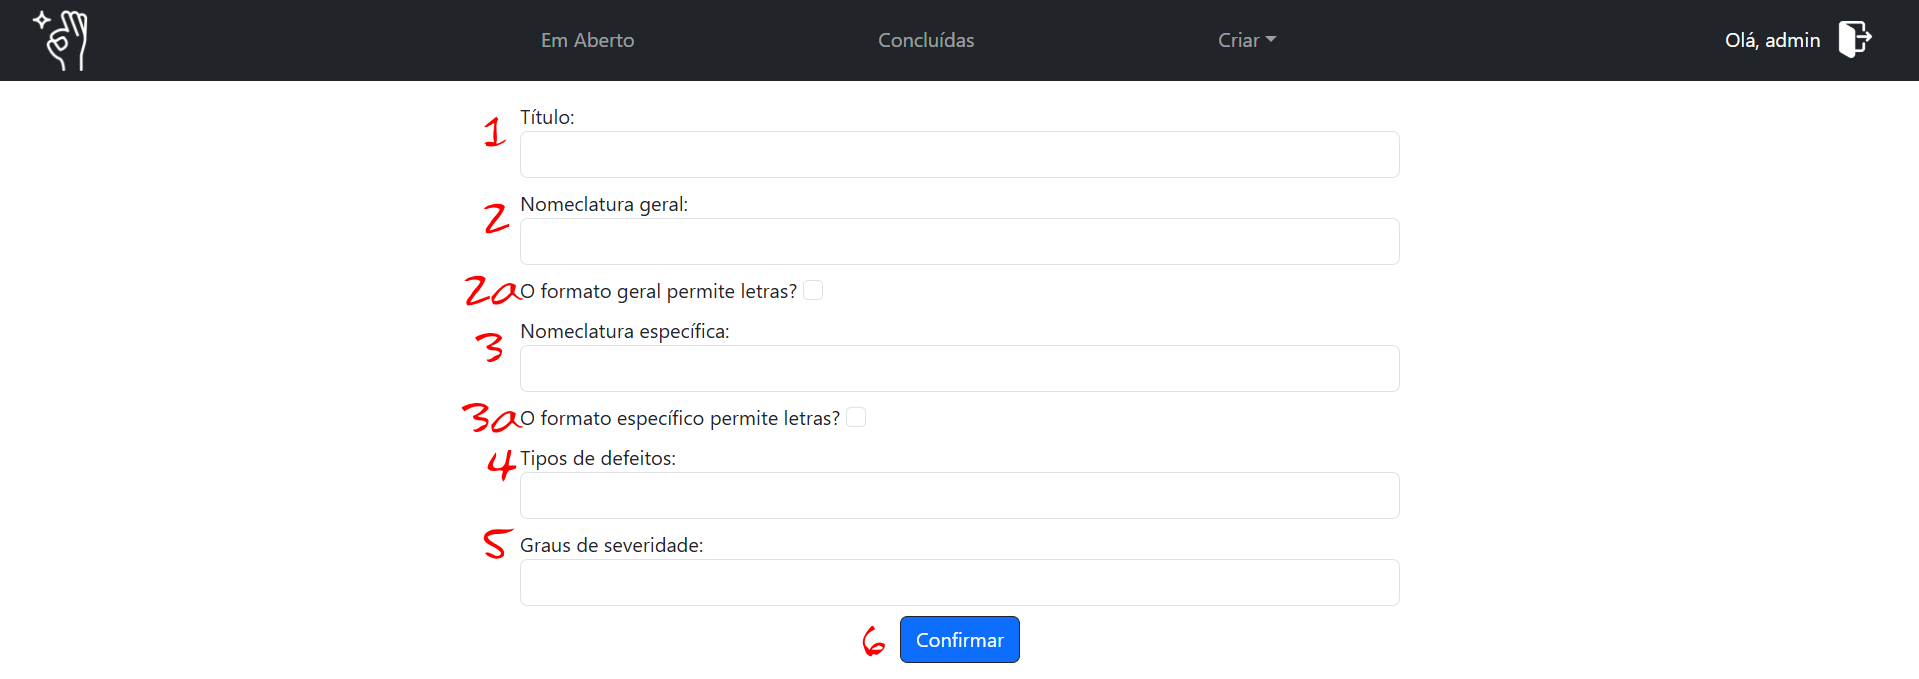 Em Aberto Concluídas Criar Olá, admin
1 Título:
2 Nomeclatura geral:
2a O formato geral permite letras?
3 Nomeclatura específica:
3a O formato específico permite letras?
4 Tipos de defeitos:
5 Graus de severidade:
6 Confirmar